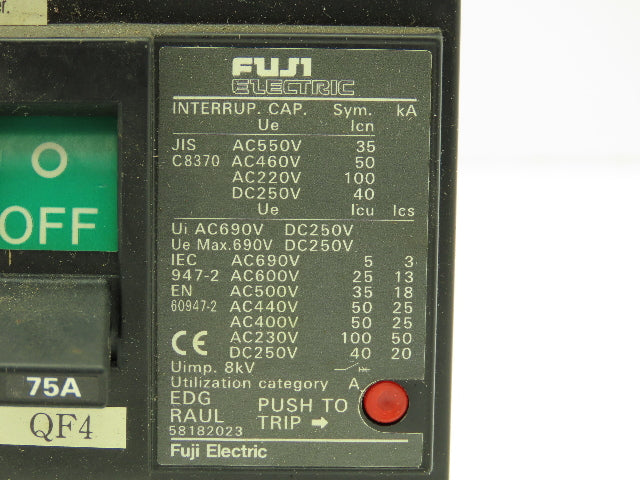 er.
FUJI
ELECTRIC
INTERRUP. CAP. Sym. kA
Ue Icn
JIS AC550V 35
C8370 AC460V 50
AC220V 100
DC250V 40
Ue Icu Ics
Ui AC690V DC250V
Ue Max.690V DC250V
IEC AC690V 5 3
947-2 AC600V 25 13
EN AC500V 35 18
60947-2 AC440V 50 25
AC400V 50 25
CE AC230V 100 50
DC250V 40 20
Uimp. 8kV
Utilization category A
EDG
RAUL
58182023
PUSH TO
TRIP
Fuji Electric
OFF
75A
QF4